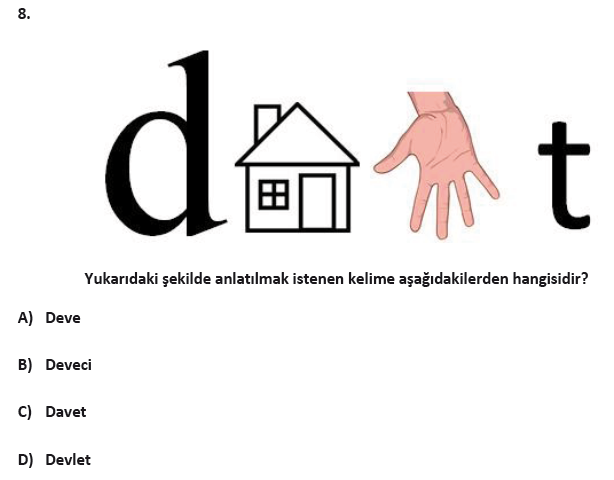 8.
d t
Yukarıdaki şekilde anlatılmak istenen kelime aşağıdakilerden hangisidir?
A) Deve
B) Deveci
C) Davet
D) Devlet